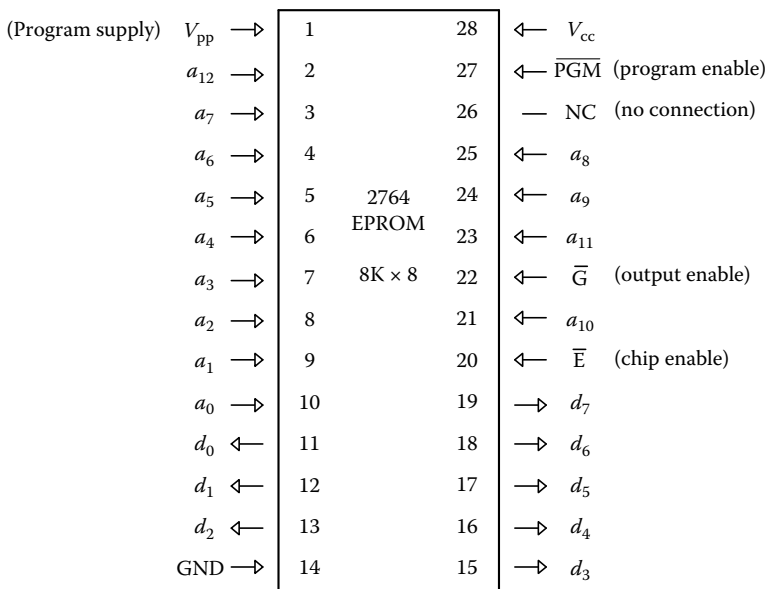 (Program supply) Vpp 1 28 Vcc
a12 2 27 P̅G̅M̅ (program enable)
a7 3 26 NC (no connection)
a6 4 25 a8
a5 5 2764 24 a9
EPROM
a4 6 23 a11
a3 7 8K × 8 22 G̅ (output enable)
a2 8 21 a10
a1 9 20 E̅ (chip enable)
a0 10 19 d7
d0 11 18 d6
d1 12 17 d5
d2 13 16 d4
GND 14 15 d3